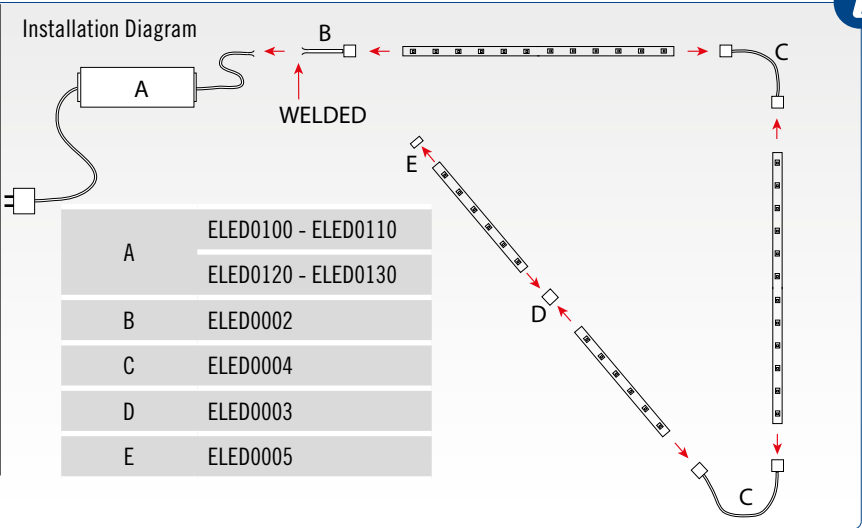 Installation Diagram
B
C
A
WELDED
E
D
C
A ELED0100 - ELED0110
ELED0120 - ELED0130
B ELED0002
C ELED0004
D ELED0003
E ELED0005